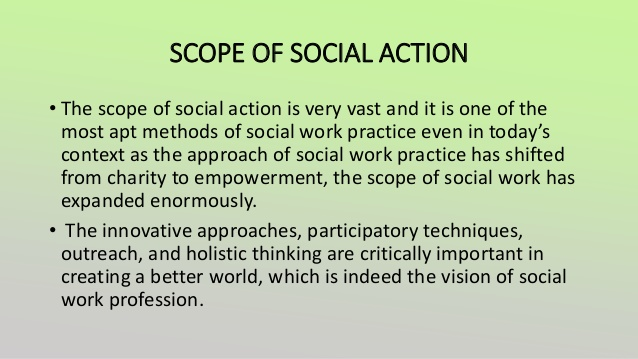 SCOPE OF SOCIAL ACTION
• The scope of social action is very vast and it is one of the
most apt methods of social work practice even in today’s
context as the approach of social work practice has shifted
from charity to empowerment, the scope of social work has
expanded enormously.
• The innovative approaches, participatory techniques,
outreach, and holistic thinking are critically important in
creating a better world, which is indeed the vision of social
work profession.